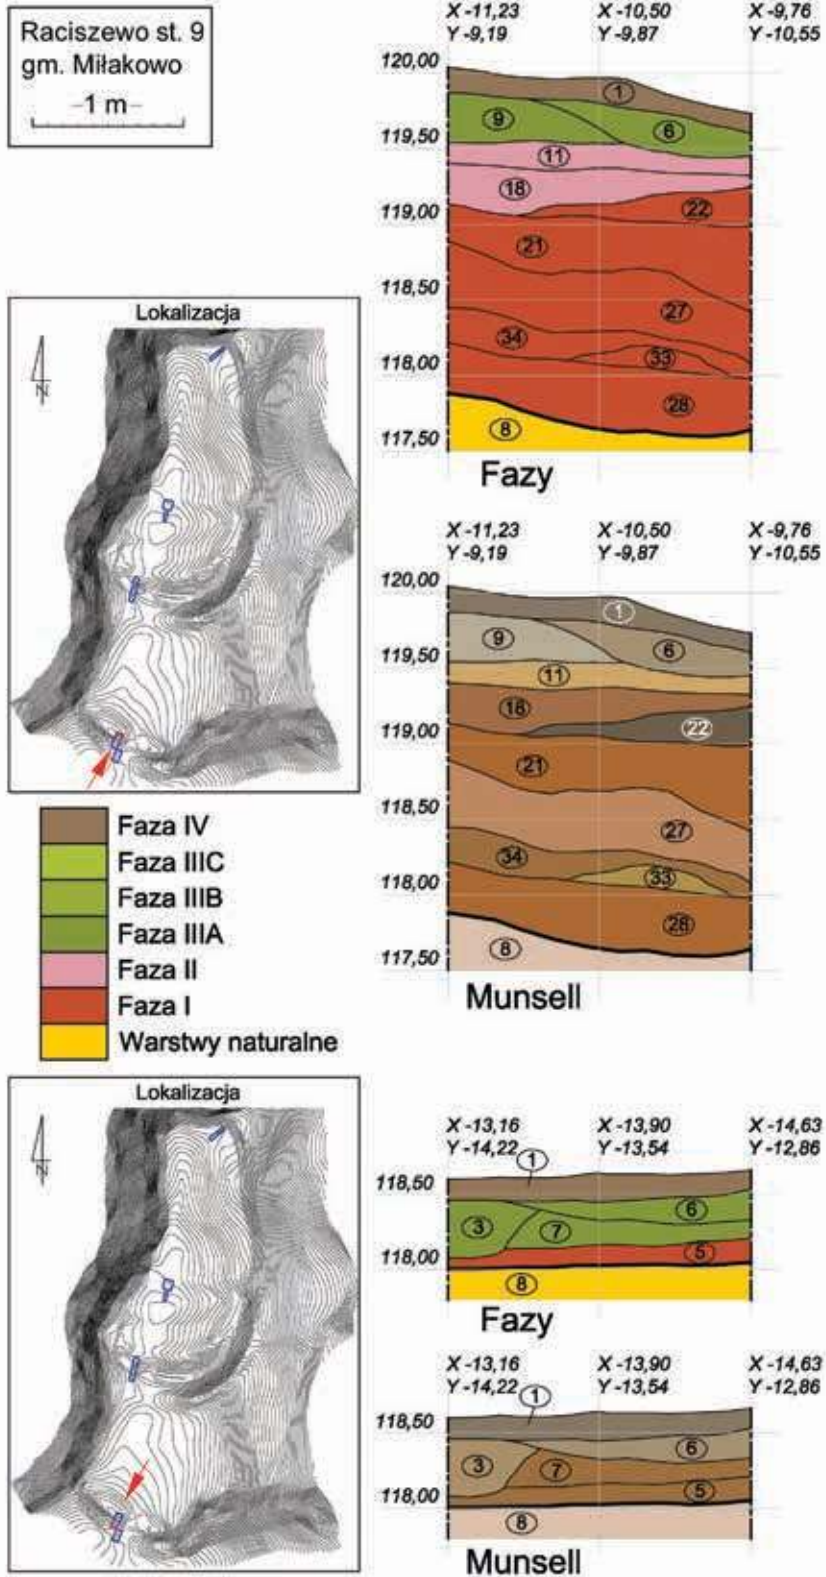 Raciszewo st. 9
gm. Miłakowo
1 m
X -11,23 X -10,50 X -9,76
Y -9,19 Y -9,87 Y -10,55
120,00
119,50
119,00
118,50
118,00
117,50
1
9
6
11
18
22
21
27
34
33
28
8
Fazy
Lokalizacja
N
X -11,23 X -10,50 X -9,76
Y -9,19 Y -9,87 Y -10,55
120,00
119,50
119,00
118,50
118,00
117,50
1
9
6
11
18
22
21
27
34
33
28
8
Munsell
Faza IV
Faza IIIC
Faza IIIB
Faza IIIA
Faza II
Faza I
Warstwy naturalne
Lokalizacja
N
X -13,16 X -13,90 X -14,63
Y -14,22 Y -13,54 Y -12,86
118,50
118,00
1
3
6
7
5
8
Fazy
X -13,16 X -13,90 X -14,63
Y -14,22 Y -13,54 Y -12,86
118,50
118,00
1
3
6
7
5
8
Munsell